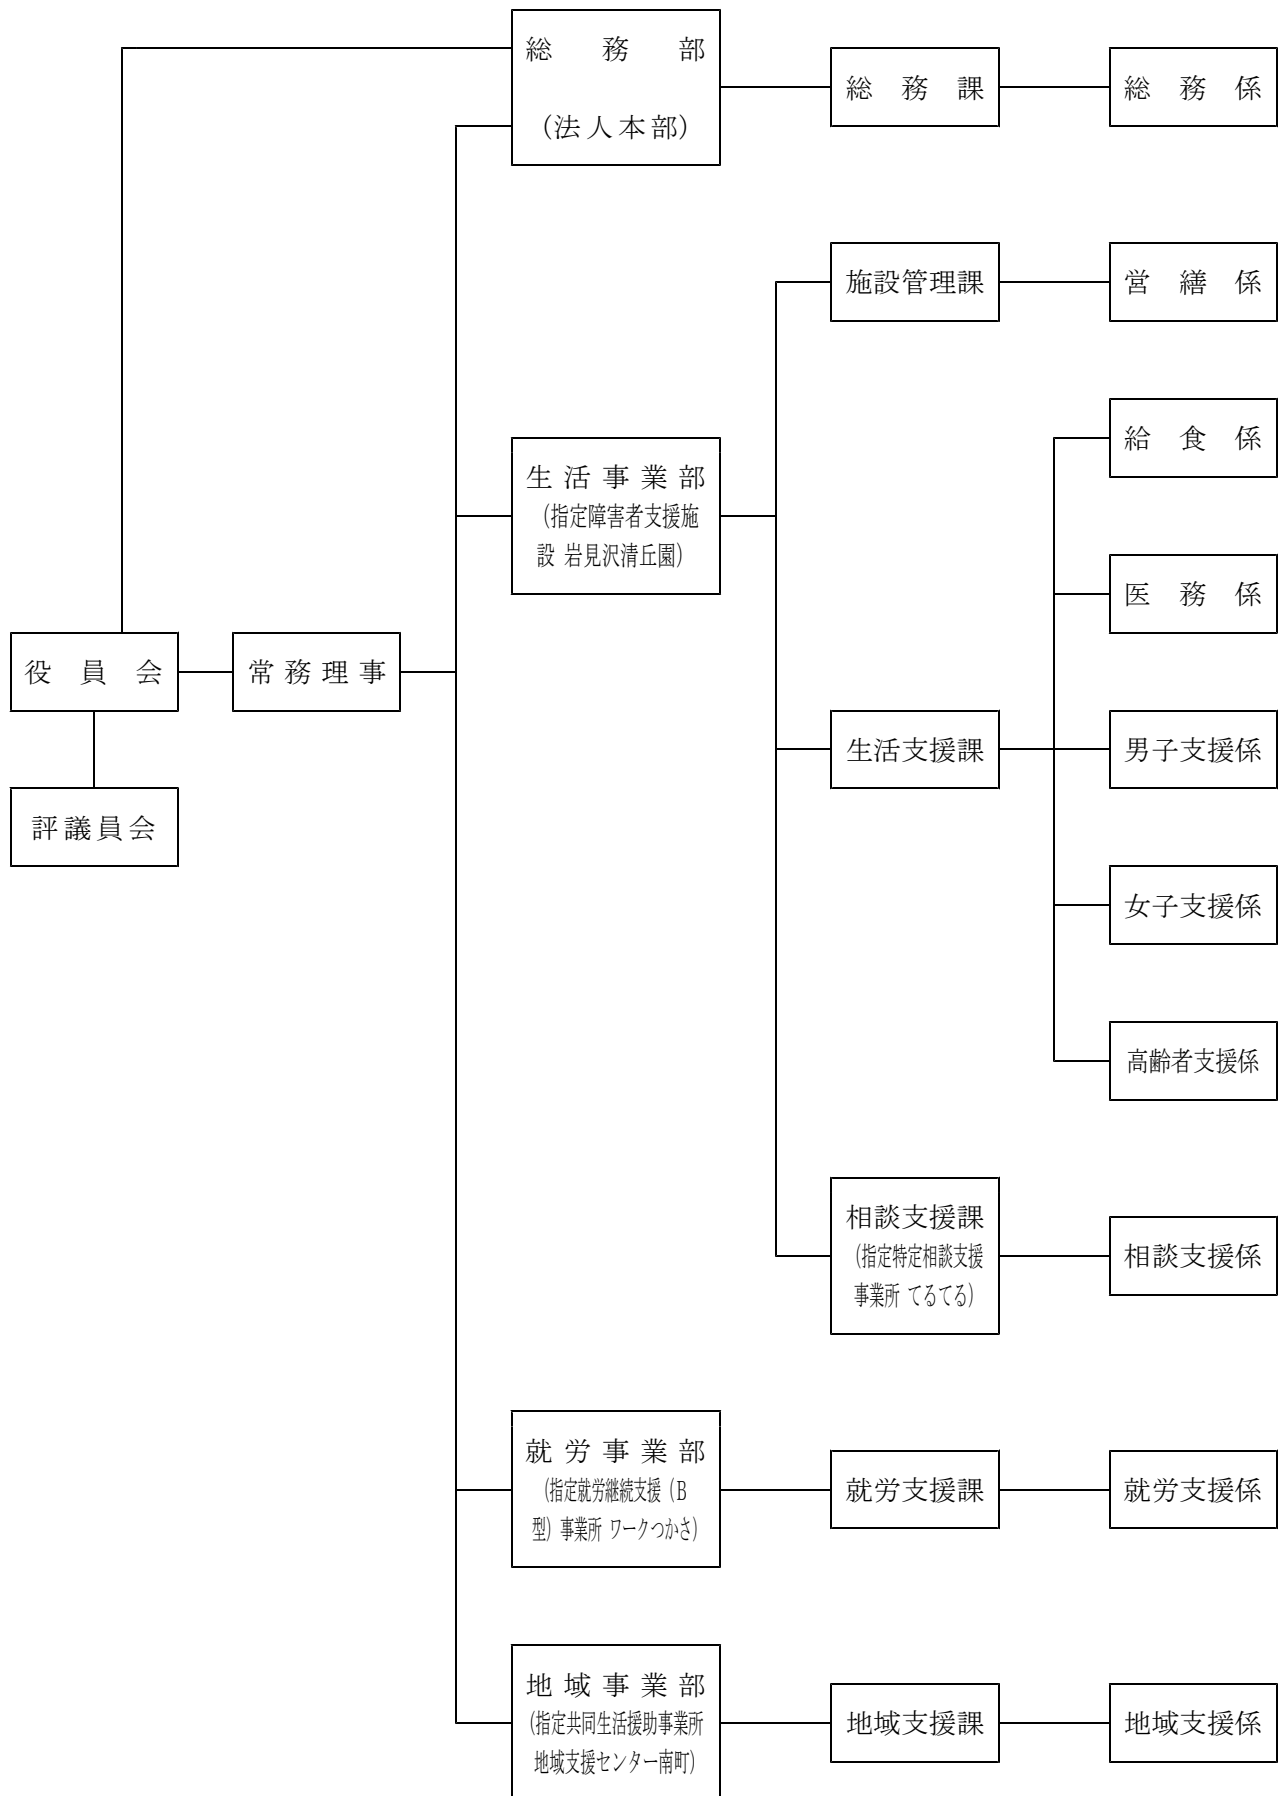 総務部
(法人本部)
総務課
総務係
施設管理課
営繕係
給食係
生活事業部
(指定障害者支援施
設 岩見沢清丘園)
医務係
役員会
常務理事
生活支援課
男子支援係
評議員会
女子支援係
高齢者支援係
相談支援課
(指定特定相談支援
事業所 てるてる)
相談支援係
就労事業部
(指定就労継続支援(B
型)事業所 ワークつかさ)
就労支援課
就労支援係
地域事業部
(指定共同生活援助事業所
地域支援センター南町)
地域支援課
地域支援係